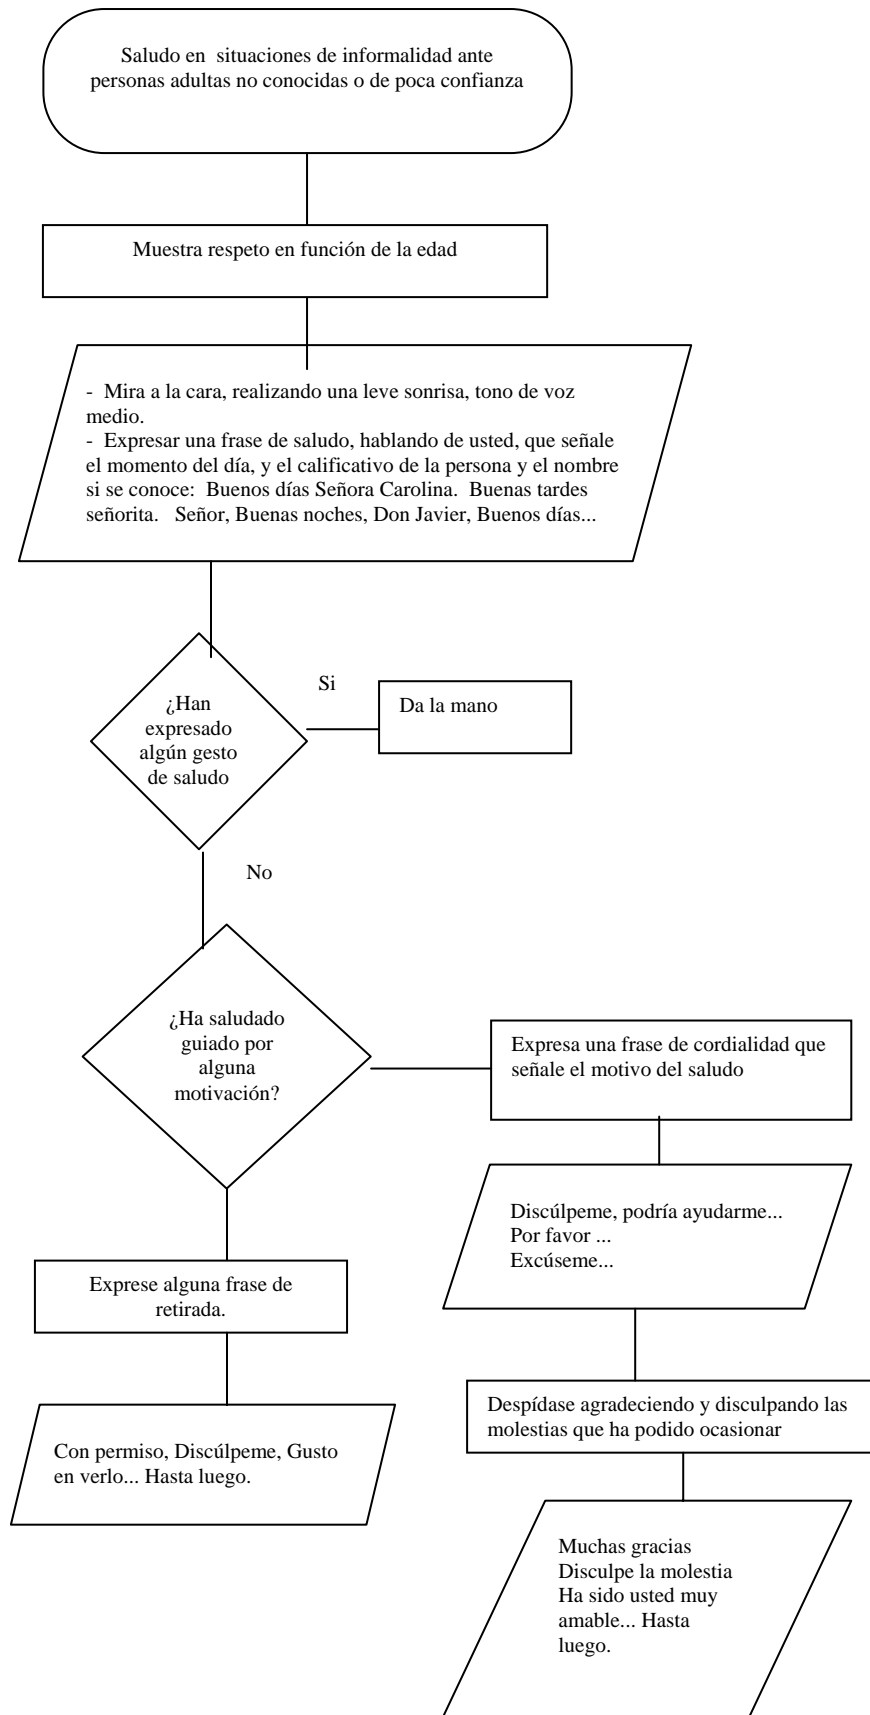 Saludo en  situaciones de informalidad ante
personas adultas no conocidas o de poca confianza
Muestra respeto en función de la edad
-  Mira a la cara, realizando una leve sonrisa, tono de voz
medio.
-  Expresar una frase de saludo, hablando de usted, que señale
el momento del día, y el calificativo de la persona y el nombre
si se conoce:  Buenos días Señora Carolina.  Buenas tardes
señorita.   Señor, Buenas noches, Don Javier, Buenos días...
¿Han
expresado
algún gesto
de saludo
Si
Da la mano
No
¿Ha saludado
guiado por
alguna
motivación?
Expresa una frase de cordialidad que
señale el motivo del saludo
Discúlpeme, podría ayudarme...
Por favor ...
Excúseme...
Exprese alguna frase de
retirada.
Con permiso, Discúlpeme, Gusto
en verlo... Hasta luego.
Despídase agradeciendo y disculpando las
molestias que ha podido ocasionar
Muchas gracias
Disculpe la molestia
Ha sido usted muy
amable... Hasta
luego.